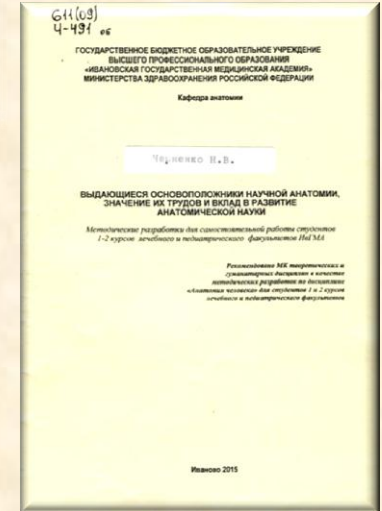 611(09)
Ч-491 об
ГОСУДАРСТВЕННОЕ БЮДЖЕТНОЕ ОБРАЗОВАТЕЛЬНОЕ УЧРЕЖДЕНИЕ
ВЫСШЕГО ПРОФЕССИОНАЛЬНОГО ОБРАЗОВАНИЯ
«ИВАНОВСКАЯ ГОСУДАРСТВЕННАЯ МЕДИЦИНСКАЯ АКАДЕМИЯ»
МИНИСТЕРСТВА ЗДРАВООХРАНЕНИЯ РОССИЙСКОЙ ФЕДЕРАЦИИ
Кафедра анатомии
Черненко Н.В.
ВЫДАЮЩИЕСЯ ОСНОВОПОЛОЖНИКИ НАУЧНОЙ АНАТОМИИ,
ЗНАЧЕНИЕ ИХ ТРУДОВ И ВКЛАД В РАЗВИТИЕ
АНАТОМИЧЕСКОЙ НАУКИ
Методические разработки для самостоятельной работы студентов
1-2 курсов лечебного и педиатрического факультетов ИвГМА
Рекомендовано МК теоретических и
гуманитарных дисциплин в качестве
методических разработок по дисциплине
«Анатомия человека» для студентов 1 и 2 курсов
лечебного и педиатрического факультетов
Иваново 2015